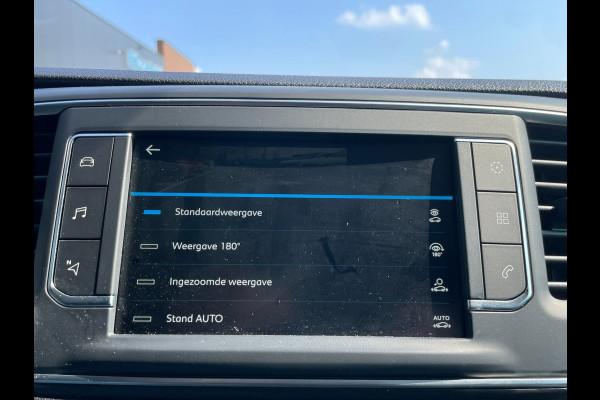 Standaardweergave
Weergave 180°
180°
Ingezoomde weergave
Stand AUTO
AUTO
N